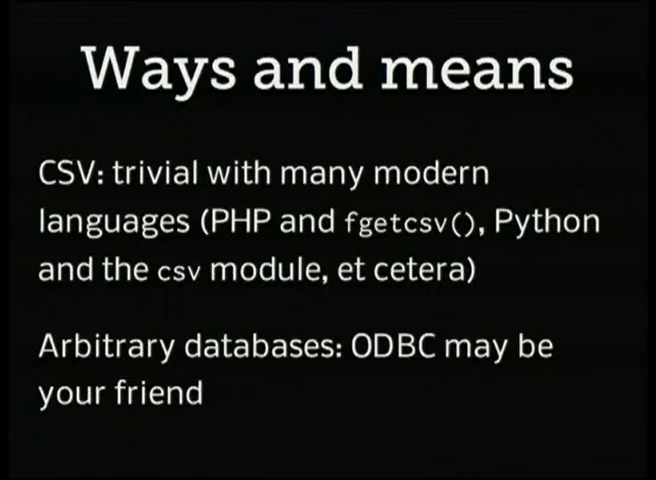 Ways and means
CSV: trivial with many modern
languages (PHP and fgetcsv(), Python
and the csv module, et cetera)
Arbitrary databases: ODBC may be
your friend